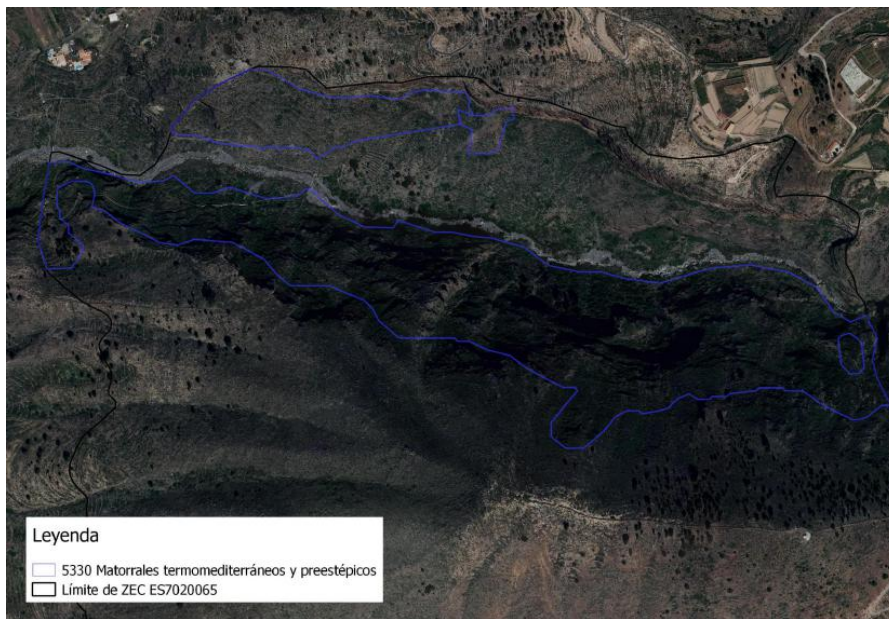 Leyenda
5330 Matorrales termomediterráneos y preestépicos
Límite de ZEC ES7020065